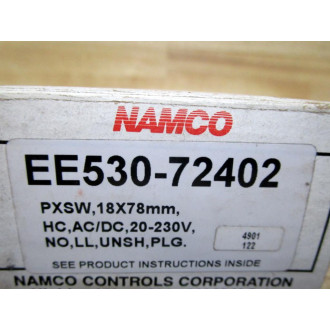 NAMCO
EE530-72402
PXSW,18X78mm,
HC,AC/DC,20-230V,
NO,LL,UNSH,PLG.
4901
122
SEE PRODUCT INSTRUCTIONS INSIDE
NAMCO CONTROLS CORPORATION